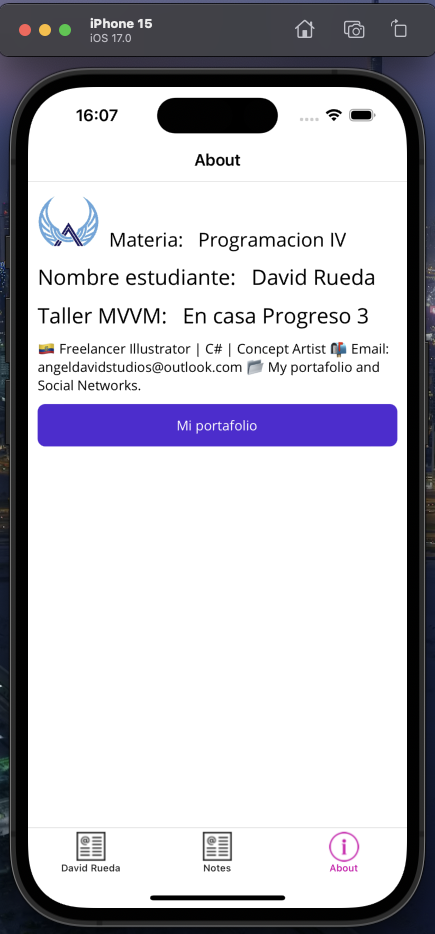 iPhone 15
iOS 17.0
16:07
About
Materia: Programacion IV
Nombre estudiante: David Rueda
Taller MVVM: En casa Progreso 3
🇪🇨 Freelancer Illustrator | C# | Concept Artist 📬 Email:
angeldavidstudios@outlook.com 📂 My portafolio and
Social Networks.
Mi portafolio
David Rueda
Notes
About